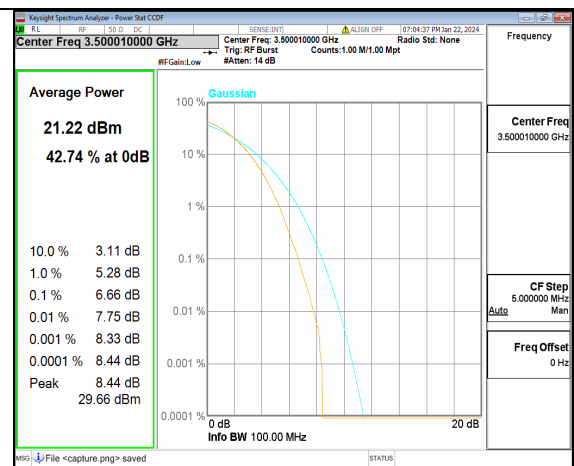 Keysight Spectrum Analyzer - Power Stat CCDF
RL RF 50 Ω DC SENSE:INT ALIGN OFF 07:04:37 PM Jan 22, 2024
Center Freq 3.500010000 GHz
Center Freq: 3.500010000 GHz Radio Std: None
Trig: RF Burst Counts:1.00 M/1.00 Mpt
#IFGain:Low #Atten: 14 dB
Frequency
Average Power
21.22 dBm
42.74 % at 0dB
10.0 % 3.11 dB
1.0 % 5.28 dB
0.1 % 6.66 dB
0.01 % 7.75 dB
0.001 % 8.33 dB
0.0001 % 8.44 dB
Peak 8.44 dB
29.66 dBm
Gaussian
100 %
10 %
1 %
0.1 %
0.01 %
0.001 %
0.0001 %
0 dB 20 dB
Info BW 100.00 MHz
Center Freq
3.500010000 GHz
CF Step
5.000000 MHz
Auto Man
Freq Offset
0 Hz
MSG File <capture.png> saved STATUS